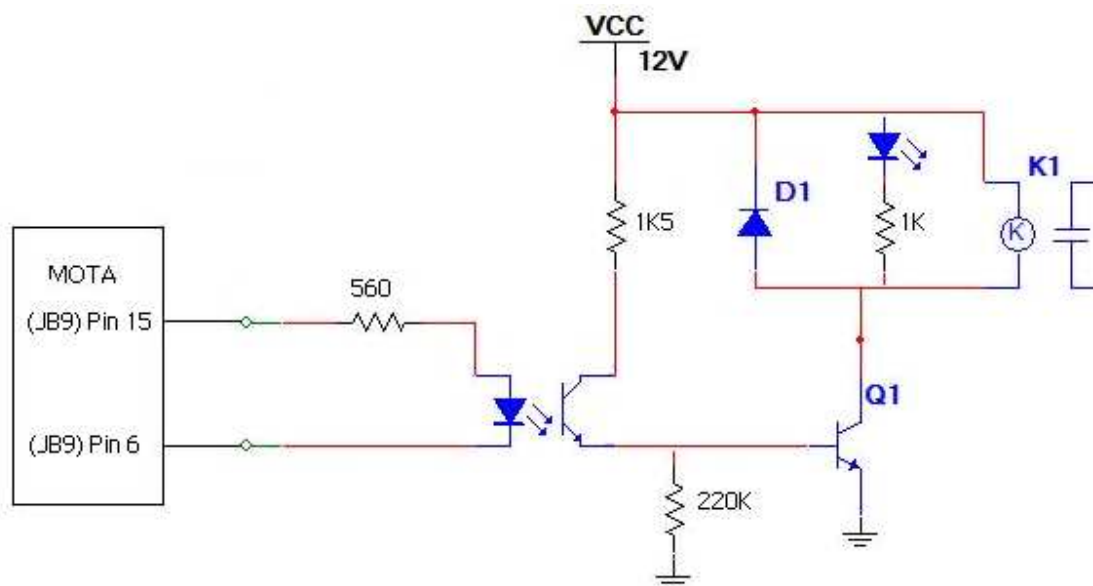 VCC
12V
D1
K1
1K5
1K
K
MOTA
560
(JB9) Pin 15
Q1
(JB9) Pin 6
220K